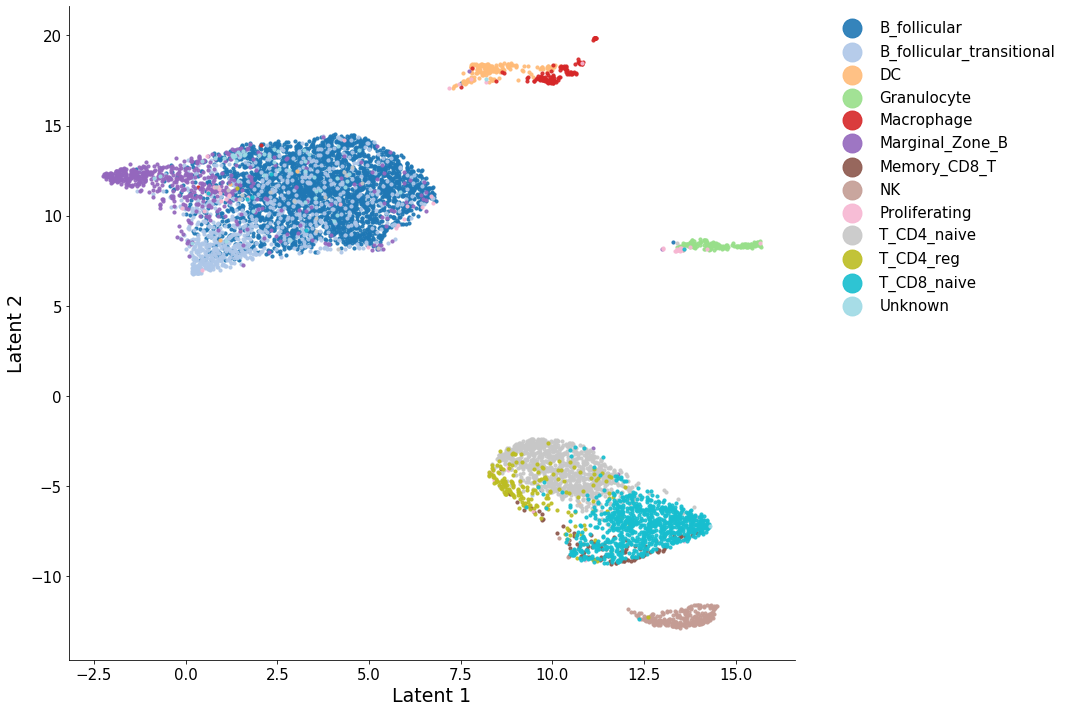 B_follicular
B_follicular_transitional
DC
Granulocyte
Macrophage
Marginal_Zone_B
Memory_CD8_T
NK
Proliferating
T_CD4_naive
T_CD4_reg
T_CD8_naive
Unknown
Latent 2
20
15
10
5
0
−5
−10
−2.5 0.0 2.5 5.0 7.5 10.0 12.5 15.0
Latent 1